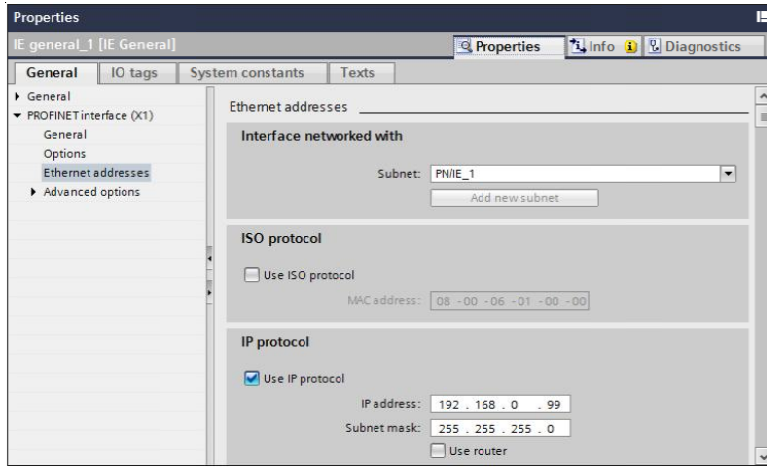 Properties
IE general_1 [IE General]
Properties
Info
Diagnostics
General
IO tags
System constants
Texts
General
PROFINET interface (X1)
General
Options
Ethernet addresses
Advanced options
Ethernet addresses
Interface networked with
Subnet: PN/IE_1
Add new subnet
ISO protocol
Use ISO protocol
MAC address: 08 -00 -06 -01 -00 -00
IP protocol
Use IP protocol
IP address: 192 . 168 . 0 . 99
Subnet mask: 255 . 255 . 255 . 0
Use router